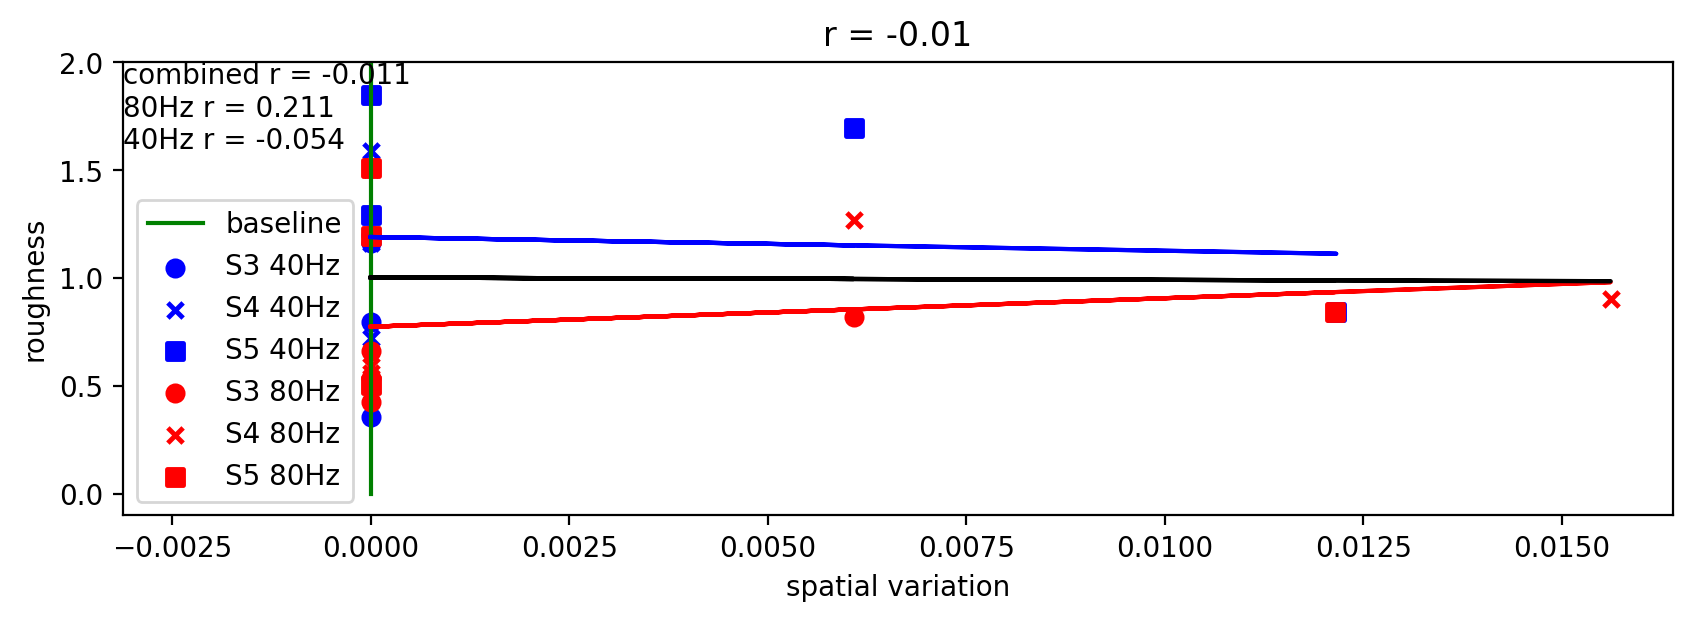 r = -0.01
combined r = -0.011
80Hz r = 0.211
40Hz r = -0.054
baseline
S3 40Hz
S4 40Hz
S5 40Hz
S3 80Hz
S4 80Hz
S5 80Hz
roughness
2.0
1.5
1.0
0.5
0.0
−0.0025 0.0000 0.0025 0.0050 0.0075 0.0100 0.0125 0.0150
spatial variation